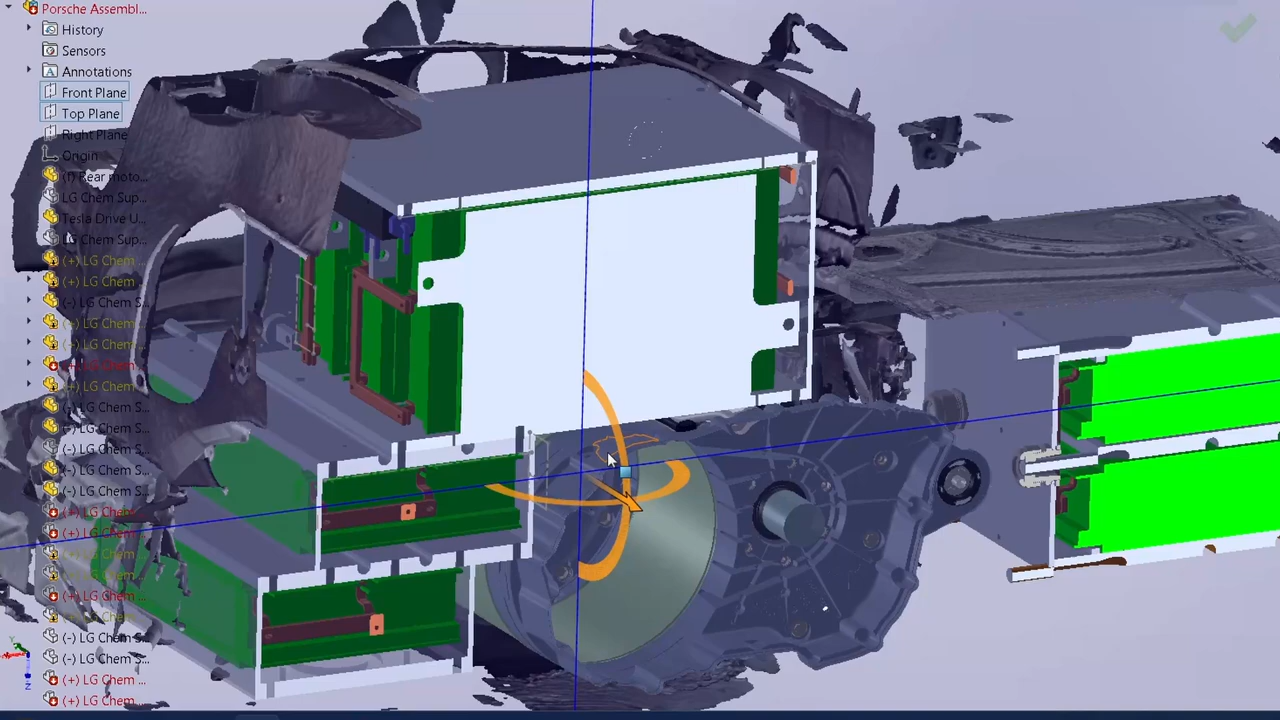 Porsche Assembl...
History
Sensors
Annotations
Front Plane
Top Plane
Right Plane
Origin
(f) Rear moto...
LG Chem Sup...
Tesla Drive U...
LG Chem Sup...
(+) LG Chem
(+) LG Chem
(-) LG Chem S...
(+) LG Chem
(+) LG Chem
(+) LG Chem
(+) LG Chem
(-) LG Chem S...
(-) LG Chem S...
(-) LG Chem S...
(-) LG Chem S...
(-) LG Chem S...
(+) LG Chem ...
(+) LG Chem ...
(+) LG Chem ...
(+) LG Chem ...
(+) LG Chem ...
(+) LG Chem
(-) LG Chem S...
(-) LG Chem S...
(+) LG Chem ...
(+) LG Chem ...